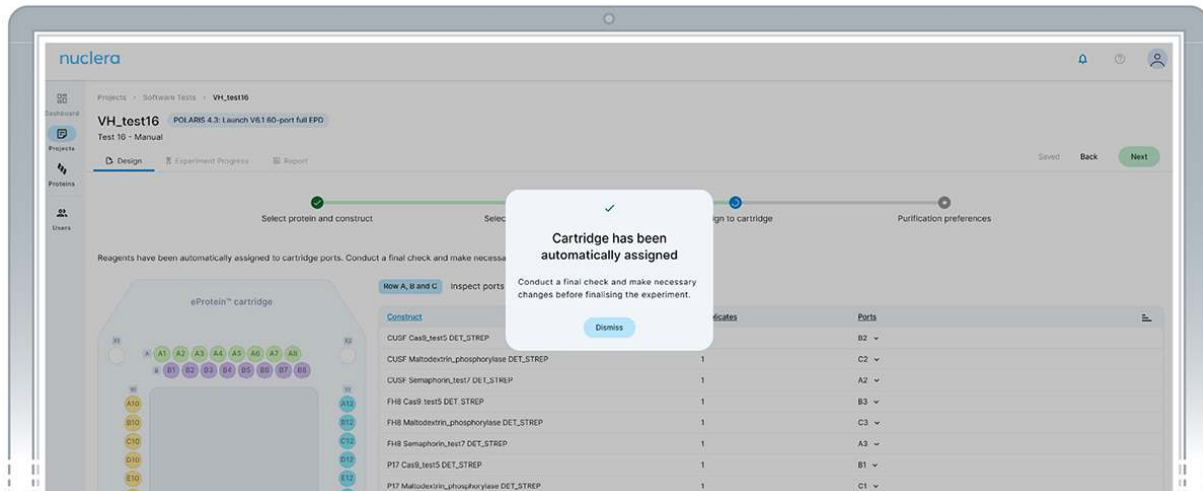 nuclera
Dashboard
Projects
Proteins
Users
Projects > Software Tests > VH_test16
VH_test16 POLARIS 4.3: Launch V6.1 60-port full EPD
Test 16 - Manual
Design Experiment Progress Report
Saved Back Next
Select protein and construct
Selec
ign to cartridge
Purification preferences
Cartridge has been
automatically assigned
Conduct a final check and make necessary
changes before finalising the experiment.
Dismiss
Reagents have been automatically assigned to cartridge ports. Conduct a final check and make necessa
eProtein™ cartridge
A A1 A2 A3 A4 A5 A6 A7 A8
B B1 B2 B3 B4 B5 B6 B7 B8
A10 A12
B10 B12
C10 C12
D10 D12
E10 E12
Row A, B and C Inspect ports
Construct licates Ports
CUSF Cas9_test5 DET_STREP B2
CUSF Maltodextrin_phosphorylase DET_STREP 1 C2
CUSF Semaphorin_test7 DET_STREP 1 A2
FH8 Cas9_test5 DET_STREP 1 B3
FH8 Maltodextrin_phosphorylase DET_STREP 1 C3
FH8 Semaphorin_test7 DET_STREP 1 A3
P17 Cas9_test5 DET_STREP 1 B1
P17 Maltodextrin_phosphorylase DET_STREP 1 C1